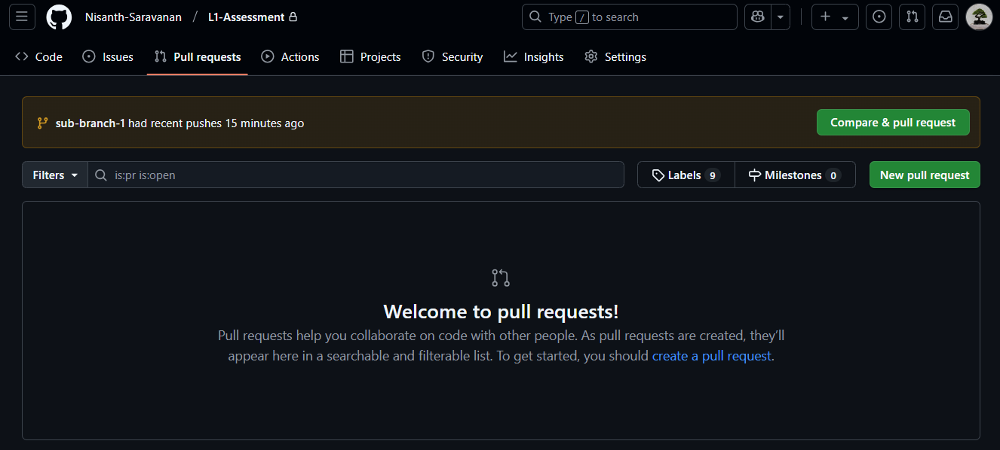 Nisanth-Saravanan / L1-Assessment
Type / to search
Code
Issues
Pull requests
Actions
Projects
Security
Insights
Settings
sub-branch-1 had recent pushes 15 minutes ago
Compare & pull request
Filters
is:pr is:open
Labels 9
Milestones 0
New pull request
Welcome to pull requests!
Pull requests help you collaborate on code with other people. As pull requests are created, they’ll
appear here in a searchable and filterable list. To get started, you should create a pull request.